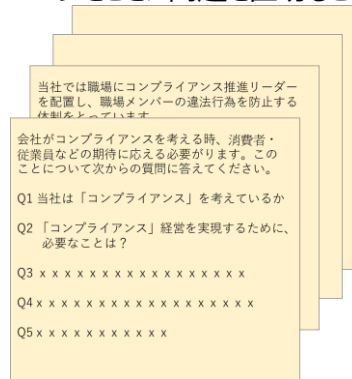 当社では職場にコンプライアンス推進リーダー
を配置し、職場メンバーの違法行為を防止する
体制をとっています
会社がコンプライアンスを考える時、消費者・
従業員などの期待に応える必要がります。この
ことについて次からの質問に答えてください。
Q1 当社は「コンプライアンス」を考えているか
Q2 「コンプライアンス」経営を実現するために、
必要なことは？
Q3 x x x x x x x x x x x x x x x x x
Q4 x x x x x x x x x x x x x x x x x x
Q5 x x x x x x x x x x x